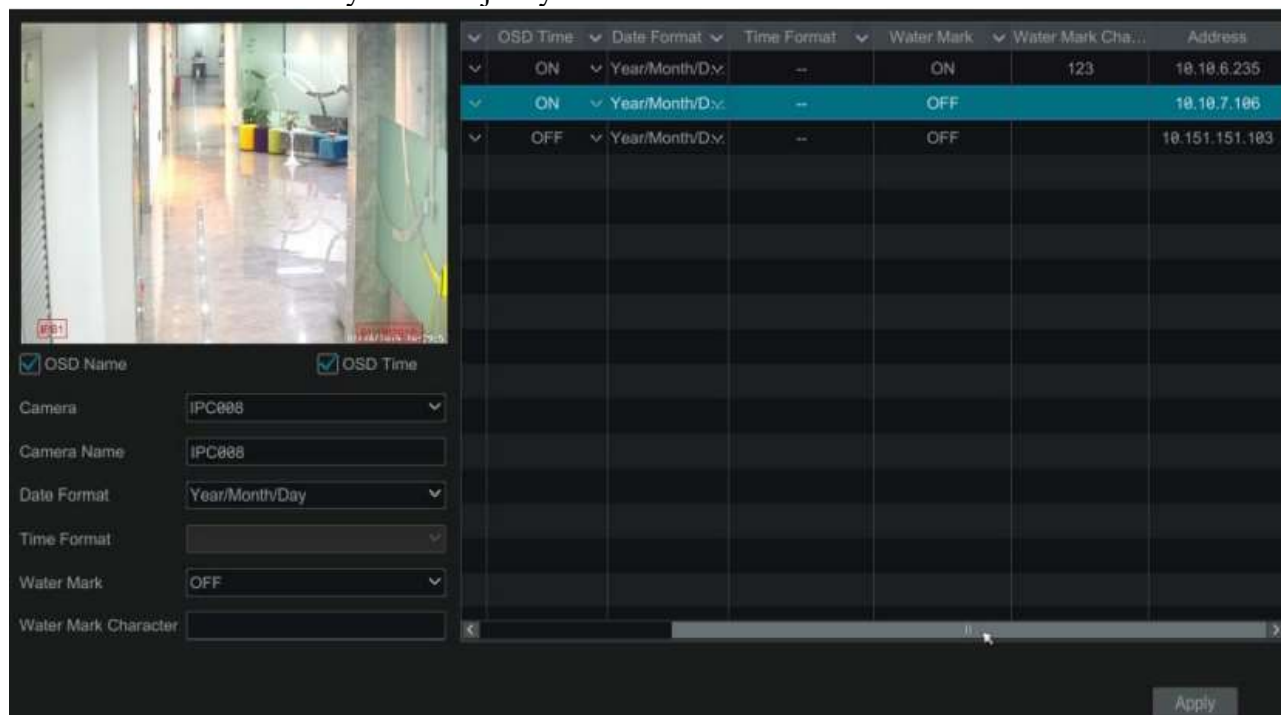 OSD Time Date Format Time Format Water Mark Water Mark Cha... Address
ON Year/Month/D -- ON 123 10.10.6.235
ON Year/Month/D -- OFF 10.10.7.106
OFF Year/Month/D -- OFF 10.151.151.103
OSD Name OSD Time
Camera IPC008
Camera Name IPC008
Date Format Year/Month/Day
Time Format
Water Mark OFF
Water Mark Character
Apply